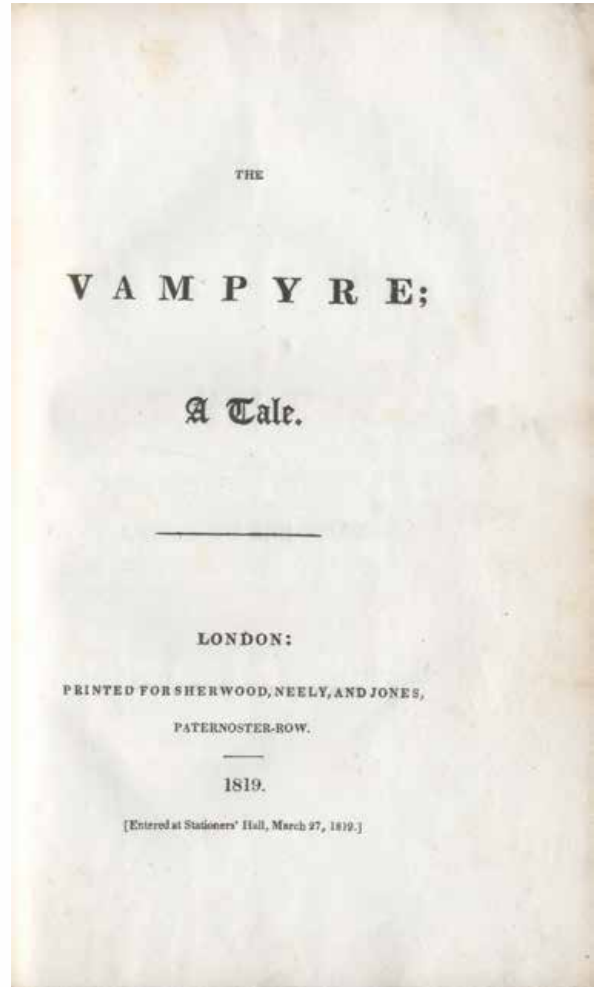 THE
VAMPYRE;
A Tale.
LONDON:
PRINTED FOR SHERWOOD, NEELY, AND JONES,
PATERNOSTER-ROW.
1819.
[Entered at Stationers' Hall, March 27, 1819.]